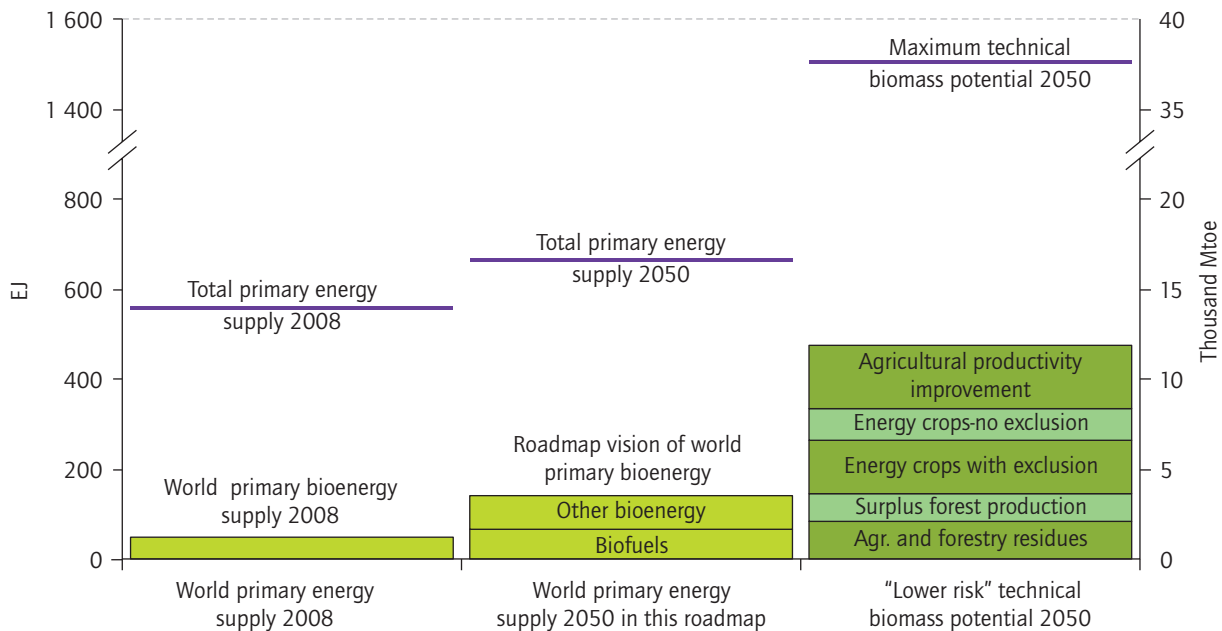 1 600
1 400
800
600
400
200
0
EJ
40
35
20
15
10
5
0
Thousand Mtoe
Total primary energy
supply 2008
World primary bioenergy
supply 2008
Total primary energy
supply 2050
Roadmap vision of world
primary bioenergy
Other bioenergy
Biofuels
Maximum technical
biomass potential 2050
Agricultural productivity
improvement
Energy crops-no exclusion
Energy crops with exclusion
Surplus forest production
Agr. and forestry residues
World primary energy
supply 2008
World primary energy
supply 2050 in this roadmap
“Lower risk” technical
biomass potential 2050